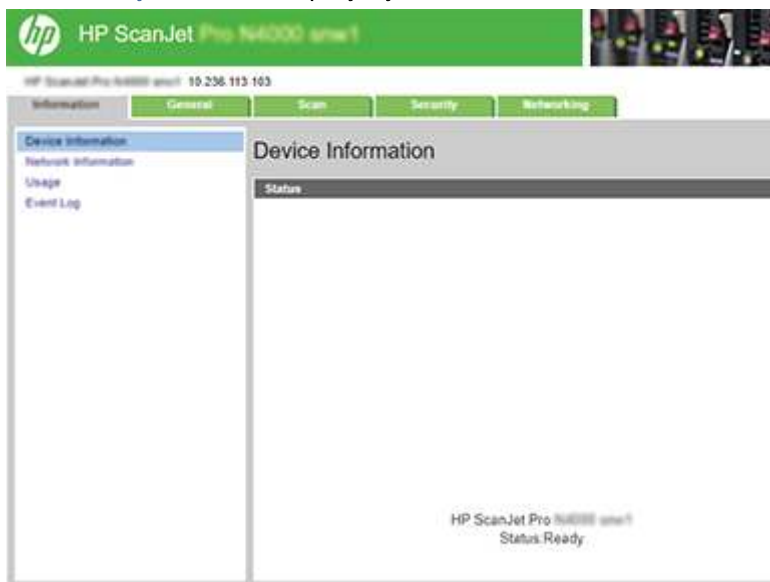 hp HP ScanJet Pro N4000 snw1
HP ScanJet Pro N4000 snw1 10.236.113.103
Information General Scan Security Networking
Device Information
Network Information
Usage
Event Log
Device Information
Status
HP ScanJet Pro N4000 snw1
Status:Ready